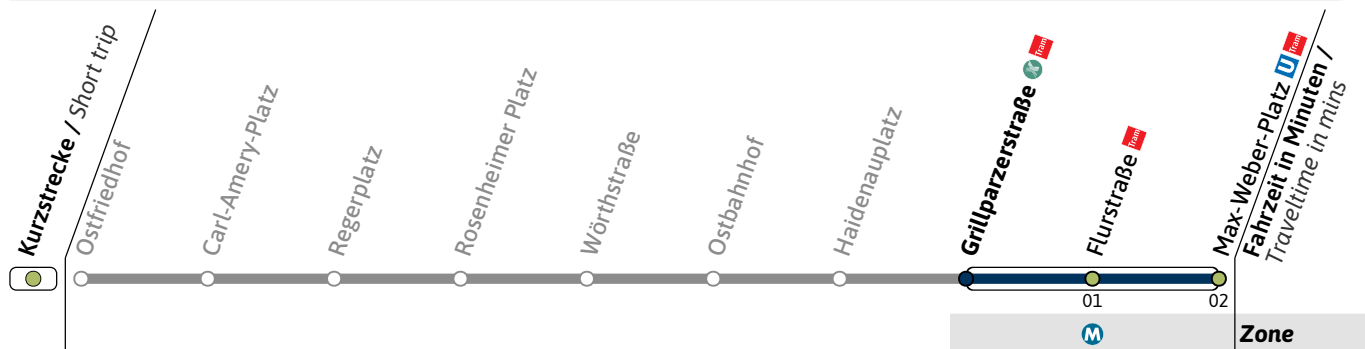 Kurzstrecke / Short trip
Ostfriedhof
Carl-Amery-Platz
Regerplatz
Rosenheimer Platz
Wörthstraße
Ostbahnhof
Haidenauplatz
Grillparzerstraße Tram
Flurstraße Tram
Max-Weber-Platz U Tram
Fahrzeit in Minuten /
Traveltime in mins
01 02
M Zone